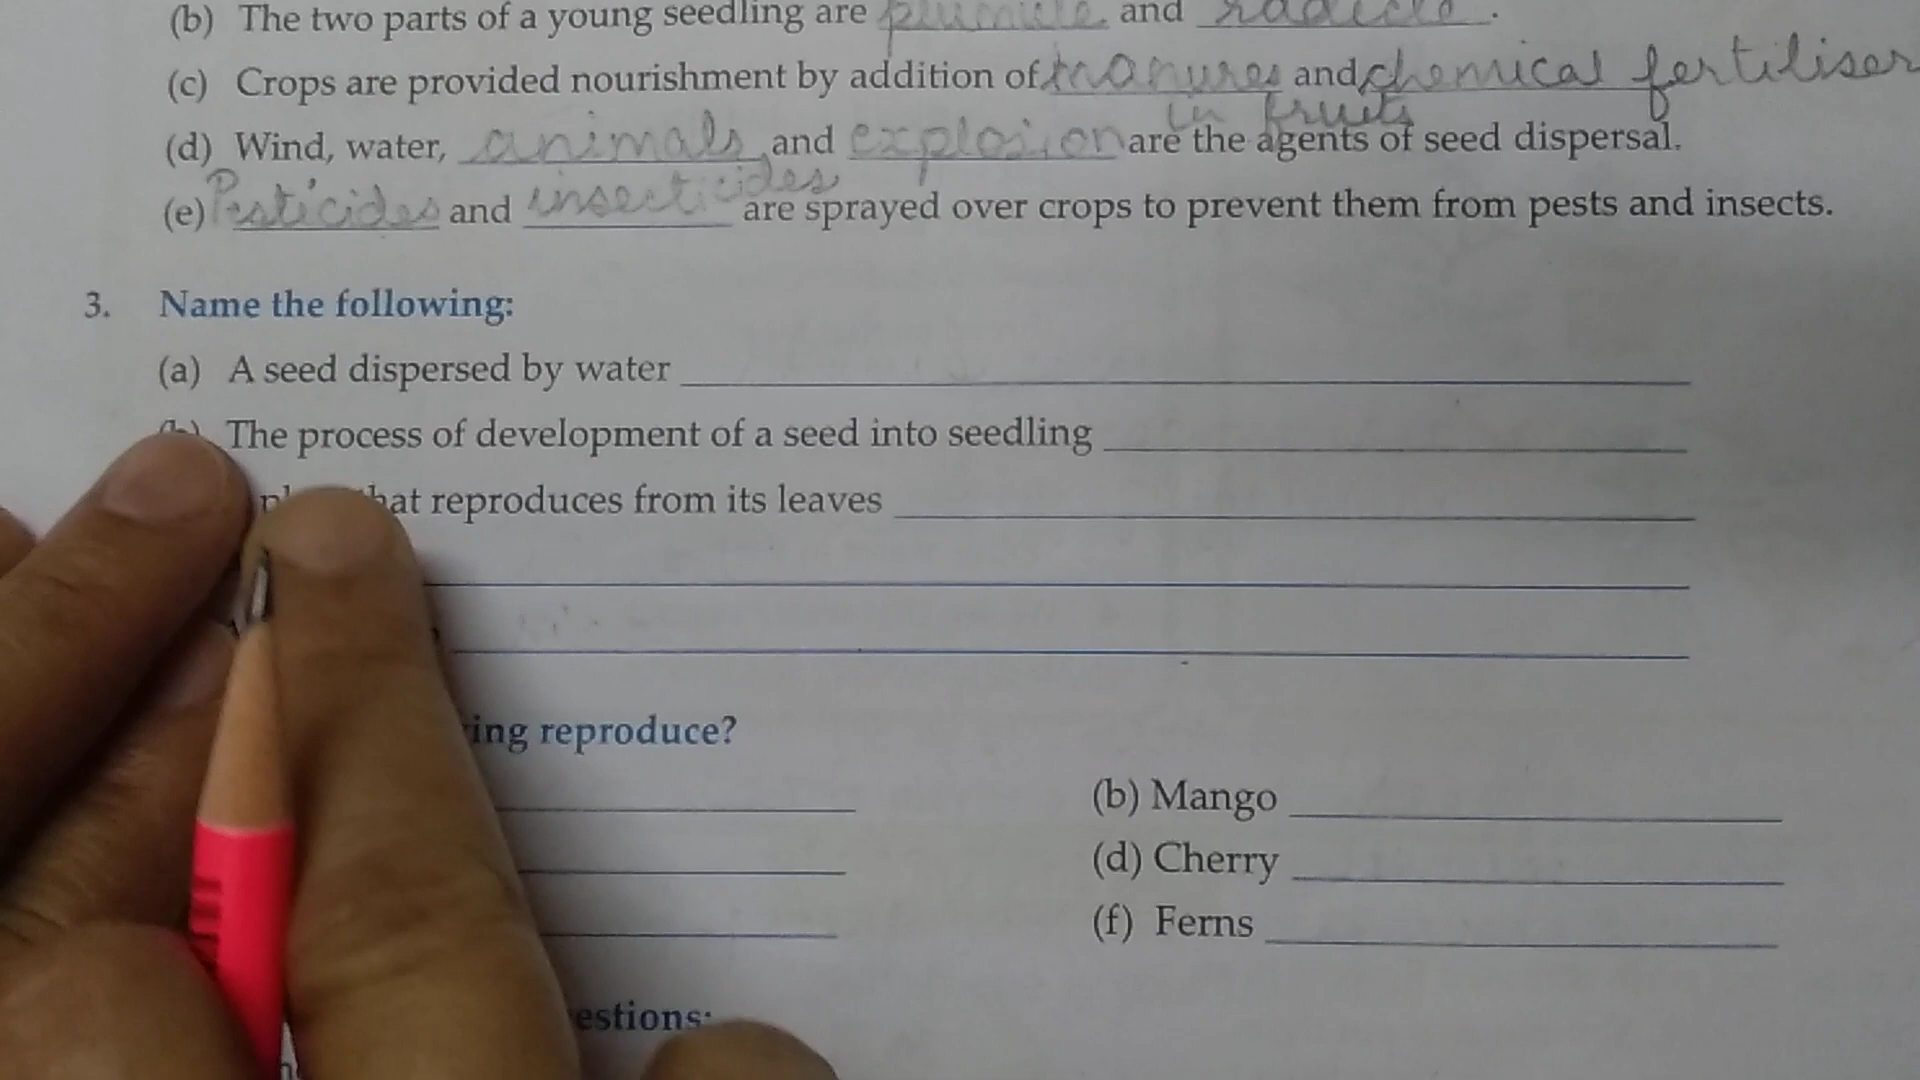 (b) The two parts of a young seedling are plumule and radicle.
(c) Crops are provided nourishment by addition of manures and chemical fertiliser
in fruits
(d) Wind, water, animals, and explosion are the agents of seed dispersal.
(e) Pesticides and insecticides are sprayed over crops to prevent them from pests and insects.
3. Name the following:
(a) A seed dispersed by water
The process of development of a seed into seedling
that reproduces from its leaves
ing reproduce?
(b) Mango
(d) Cherry
(f) Ferns
estions: